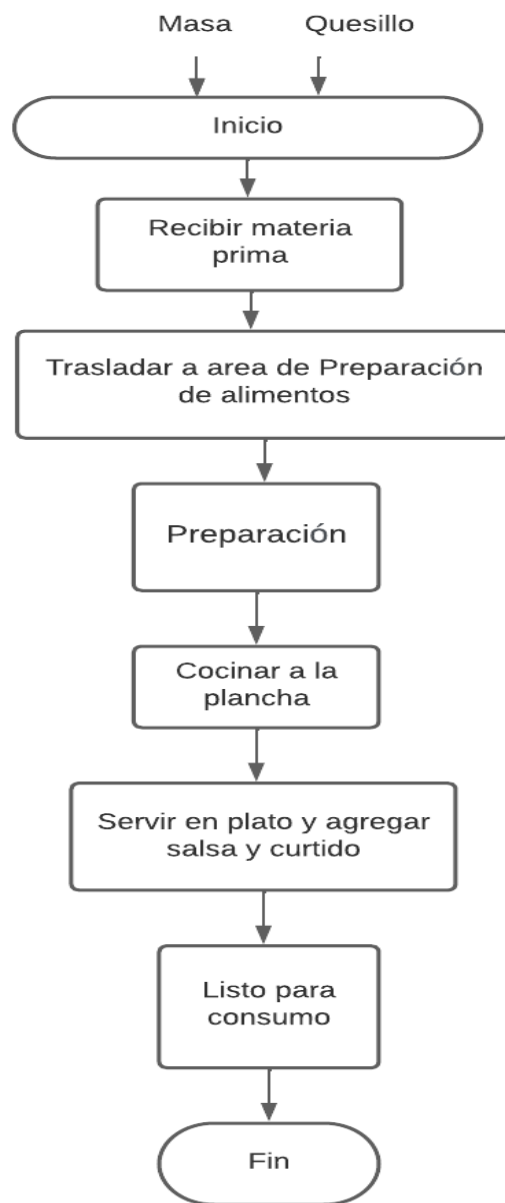 Masa Quesillo
Inicio
Recibir materia
prima
Trasladar a area de Preparación
de alimentos
Preparación
Cocinar a la
plancha
Servir en plato y agregar
salsa y curtido
Listo para
consumo
Fin